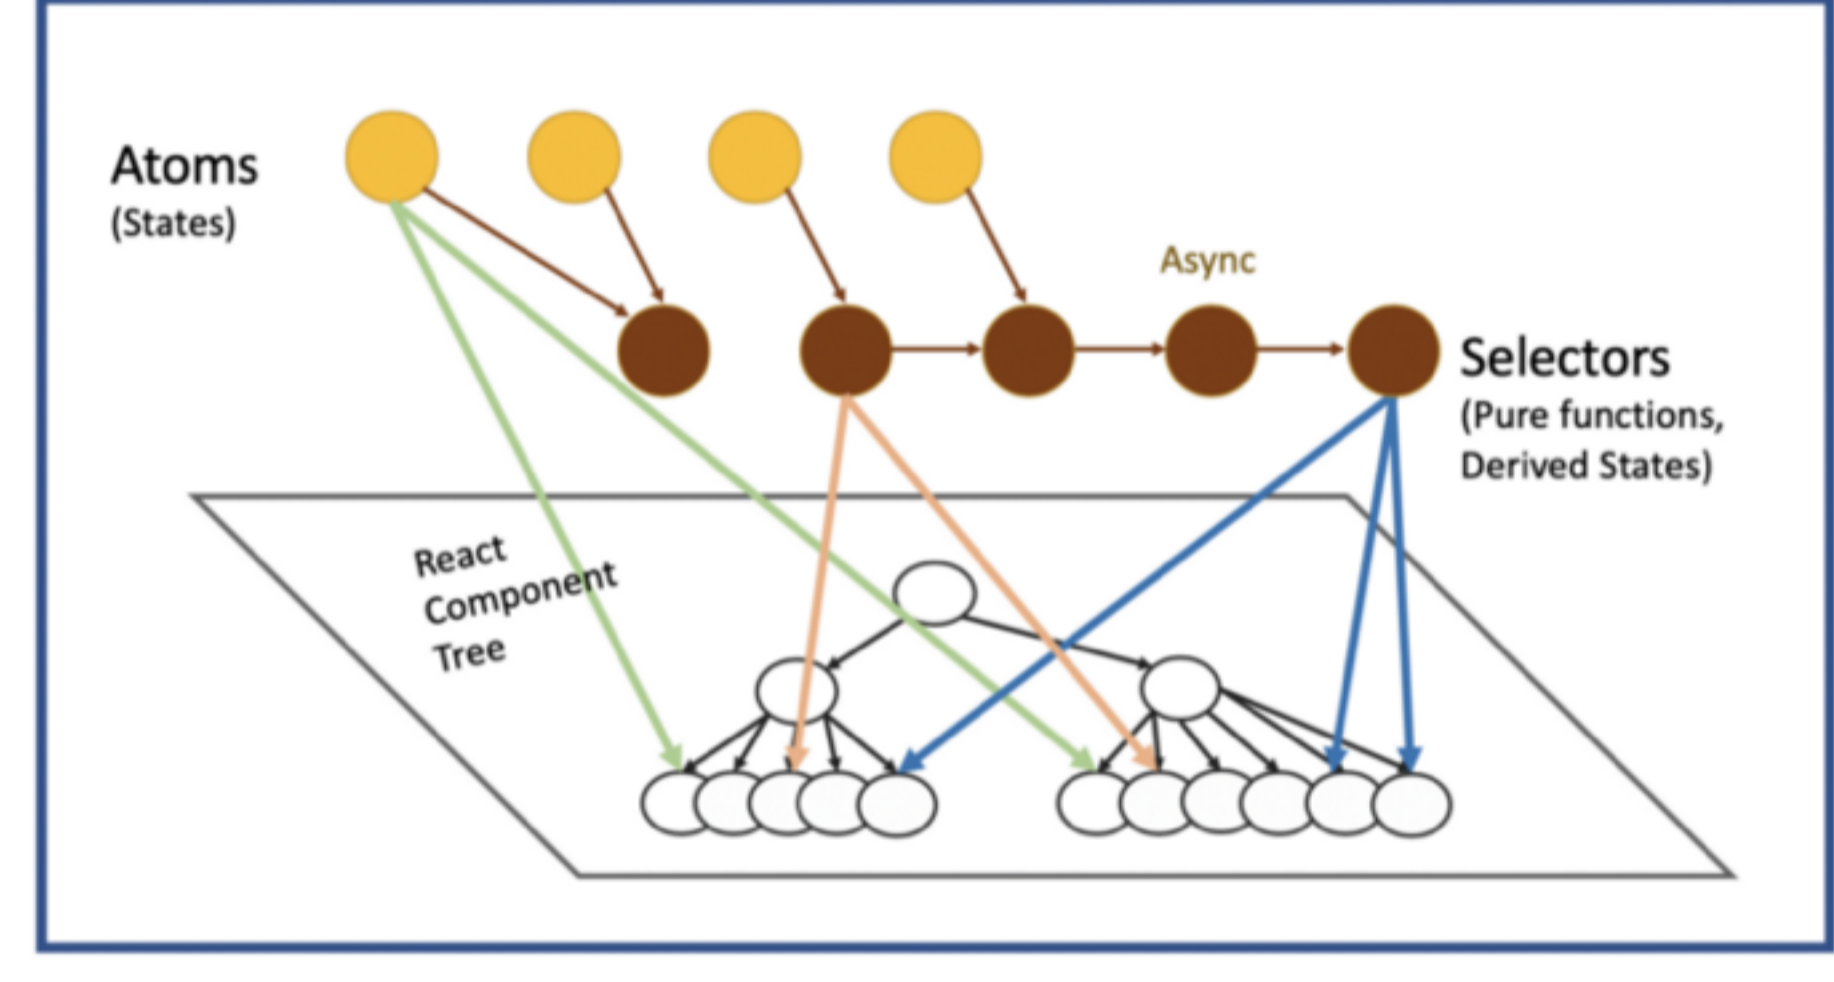 Atoms
(States)
Async
Selectors
(Pure functions,
Derived States)
React
Component
Tree